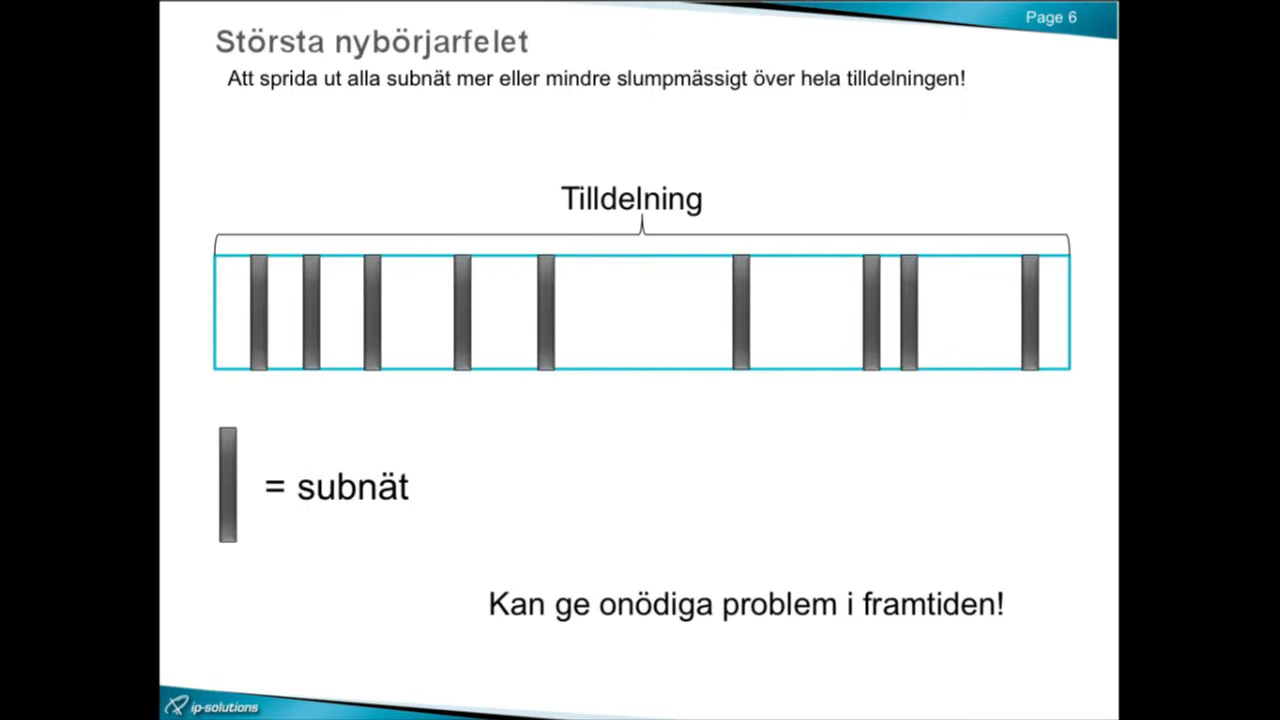 Page 6
Största nybörjarfelet
Att sprida ut alla subnät mer eller mindre slumpmässigt över hela tilldelningen!
Tilldelning
= subnät
Kan ge onödiga problem i framtiden!
ip-solutions